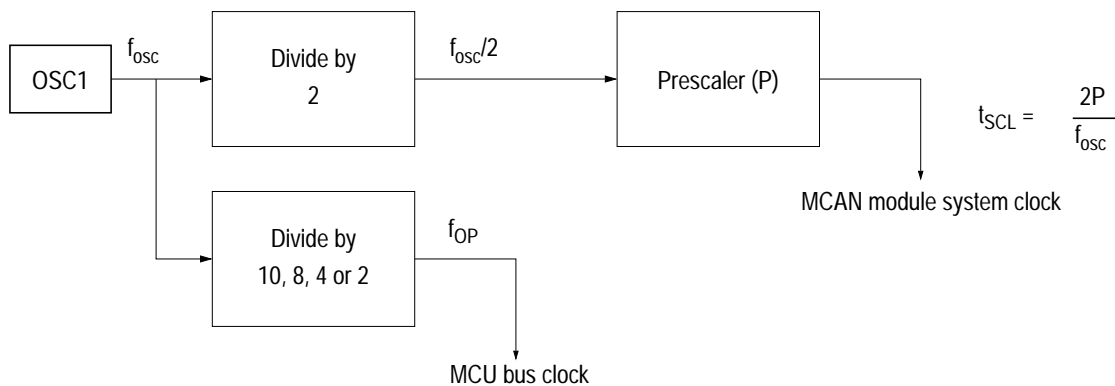 OSC1
fosc
Divide by
2
fosc/2
Prescaler (P)
tSCL = 2P
fosc
MCAN module system clock
Divide by
10, 8, 4 or 2
fOP
MCU bus clock